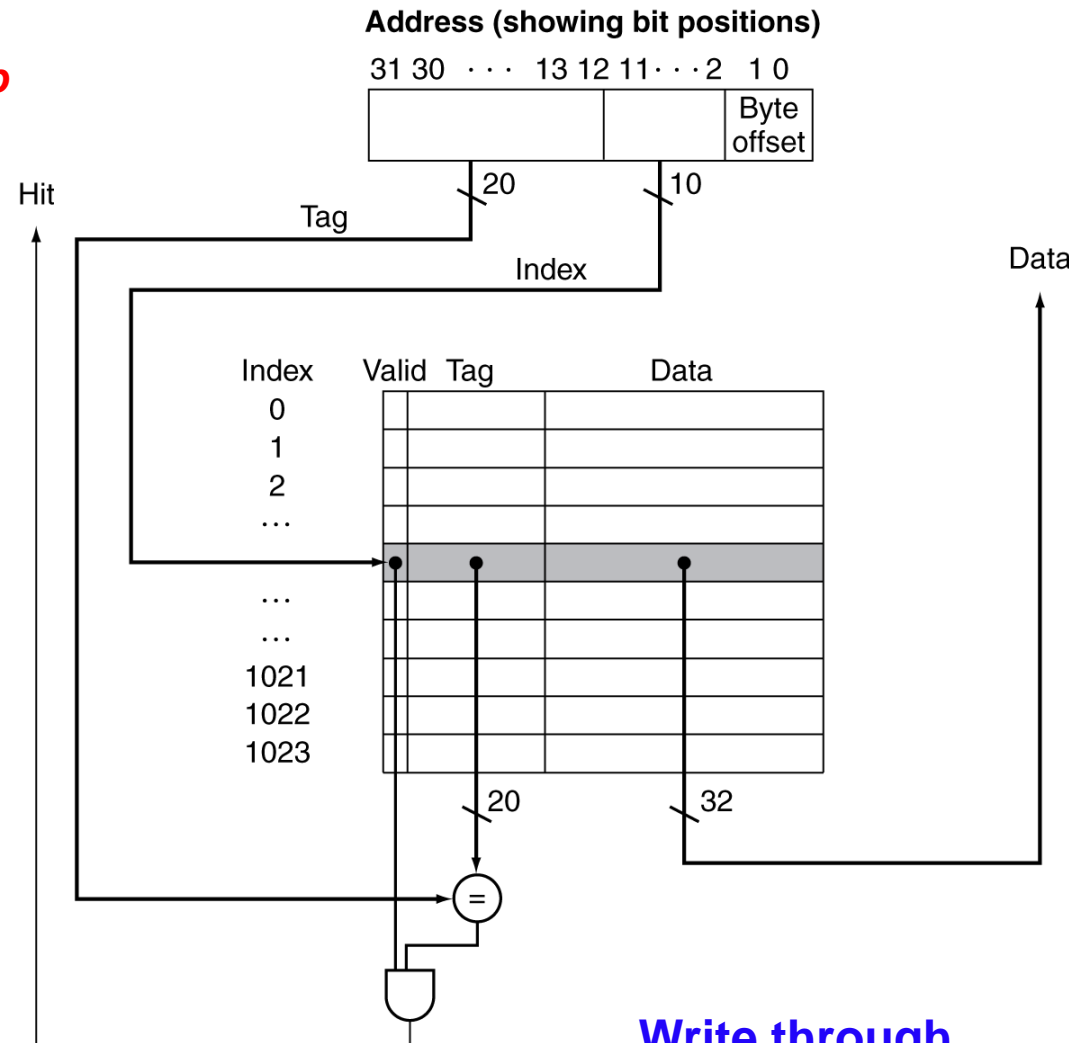 Address (showing bit positions)
31 30 · · · 13 12 11 · · · 2 1 0
Byte
offset
20
10
Hit
Tag
Index
Data
Index Valid Tag Data
0
1
2
...
...
...
1021
1022
1023
20
32
=
Write through